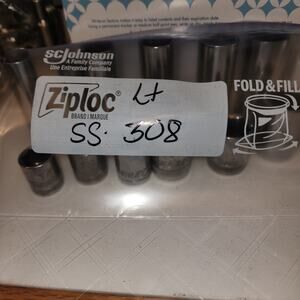 SC Johnson
A Family Company
Une Entreprise Familiale
FOLD & FILL
Ziploc®
BRAND / MARQUE
Lt
SS. 308